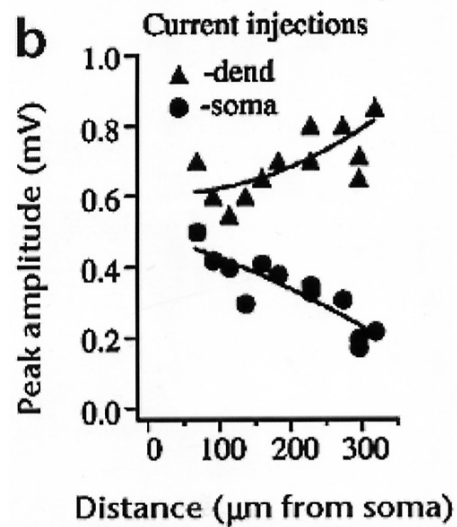 b
Current injections
▲ -dend
● -soma
Peak amplitude (mV)
1.0
0.8
0.6
0.4
0.2
0.0
0 100 200 300
Distance (μm from soma)